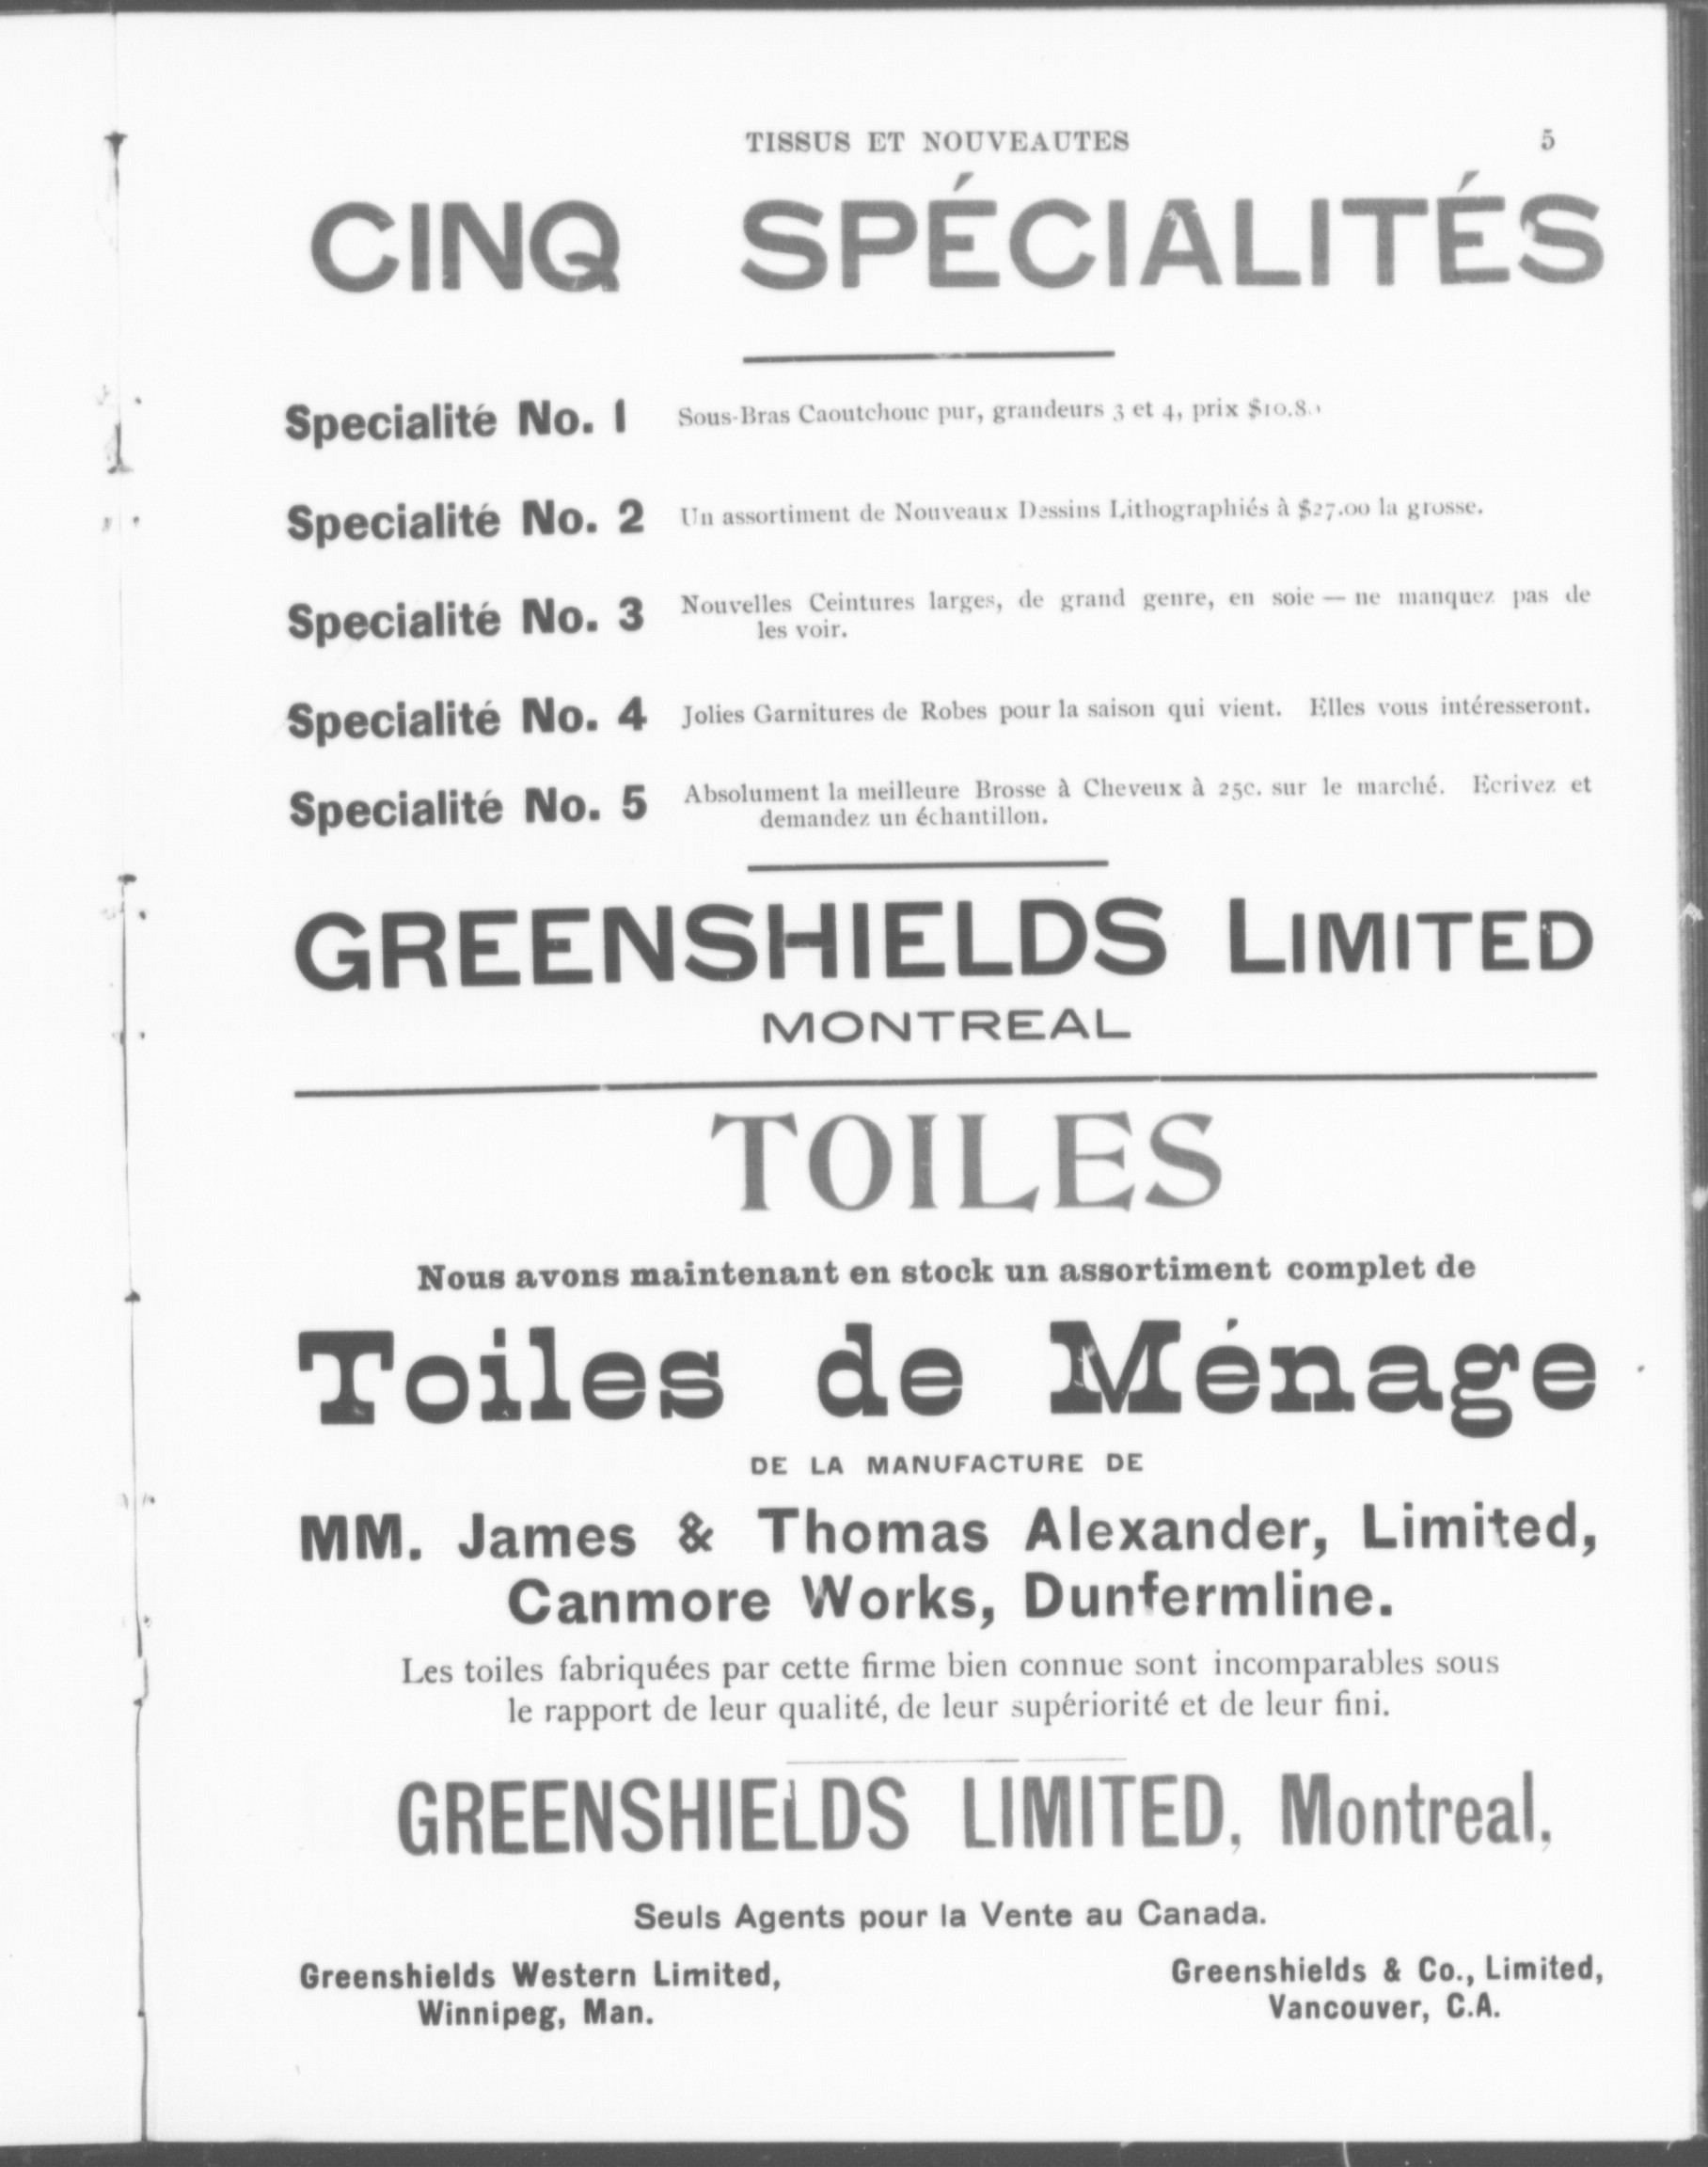 TISSUS ET NOUVEAUTES 5
CINQ SPÉCIALITÉS
Specialité No. 1 Sous-Bras Caoutchouc pur, grandeurs 3 et 4, prix
Specialité No. 2 Un assortiment de Nouveaux Dessins Lithographiés à $27.00 la grosse.
Specialité No. 3 Nouvelles Ceintures larges, de grand genre, en soie — ne manquez pas de
les voir.
Specialité No. 4 Jolies Garnitures de Robes pour la saison qui vient. Elles vous intéresseront.
Specialité No. 5 Absolument la meilleure Brosse à Cheveux à 25c. sur le marché. Ecrivez et
demandez un échantillon.
GREENSHIELDS LIMITED
MONTREAL
TOILES
Nous avons maintenant en stock un assortiment complet de
Toiles de Ménage
DE LA MANUFACTURE DE
MM. James & Thomas Alexander, Limited,
Canmore Works, Dunfermline.
Les toiles fabriquées par cette firme bien connue sont incomparables sous
le rapport de leur qualité, de leur supériorité et de leur fini.
GREENSHIELDS LIMITED, Montreal,
Seuls Agents pour la Vente au Canada.
Greenshields Western Limited, Greenshields & Co., Limited,
Winnipeg, Man. Vancouver, C.A.